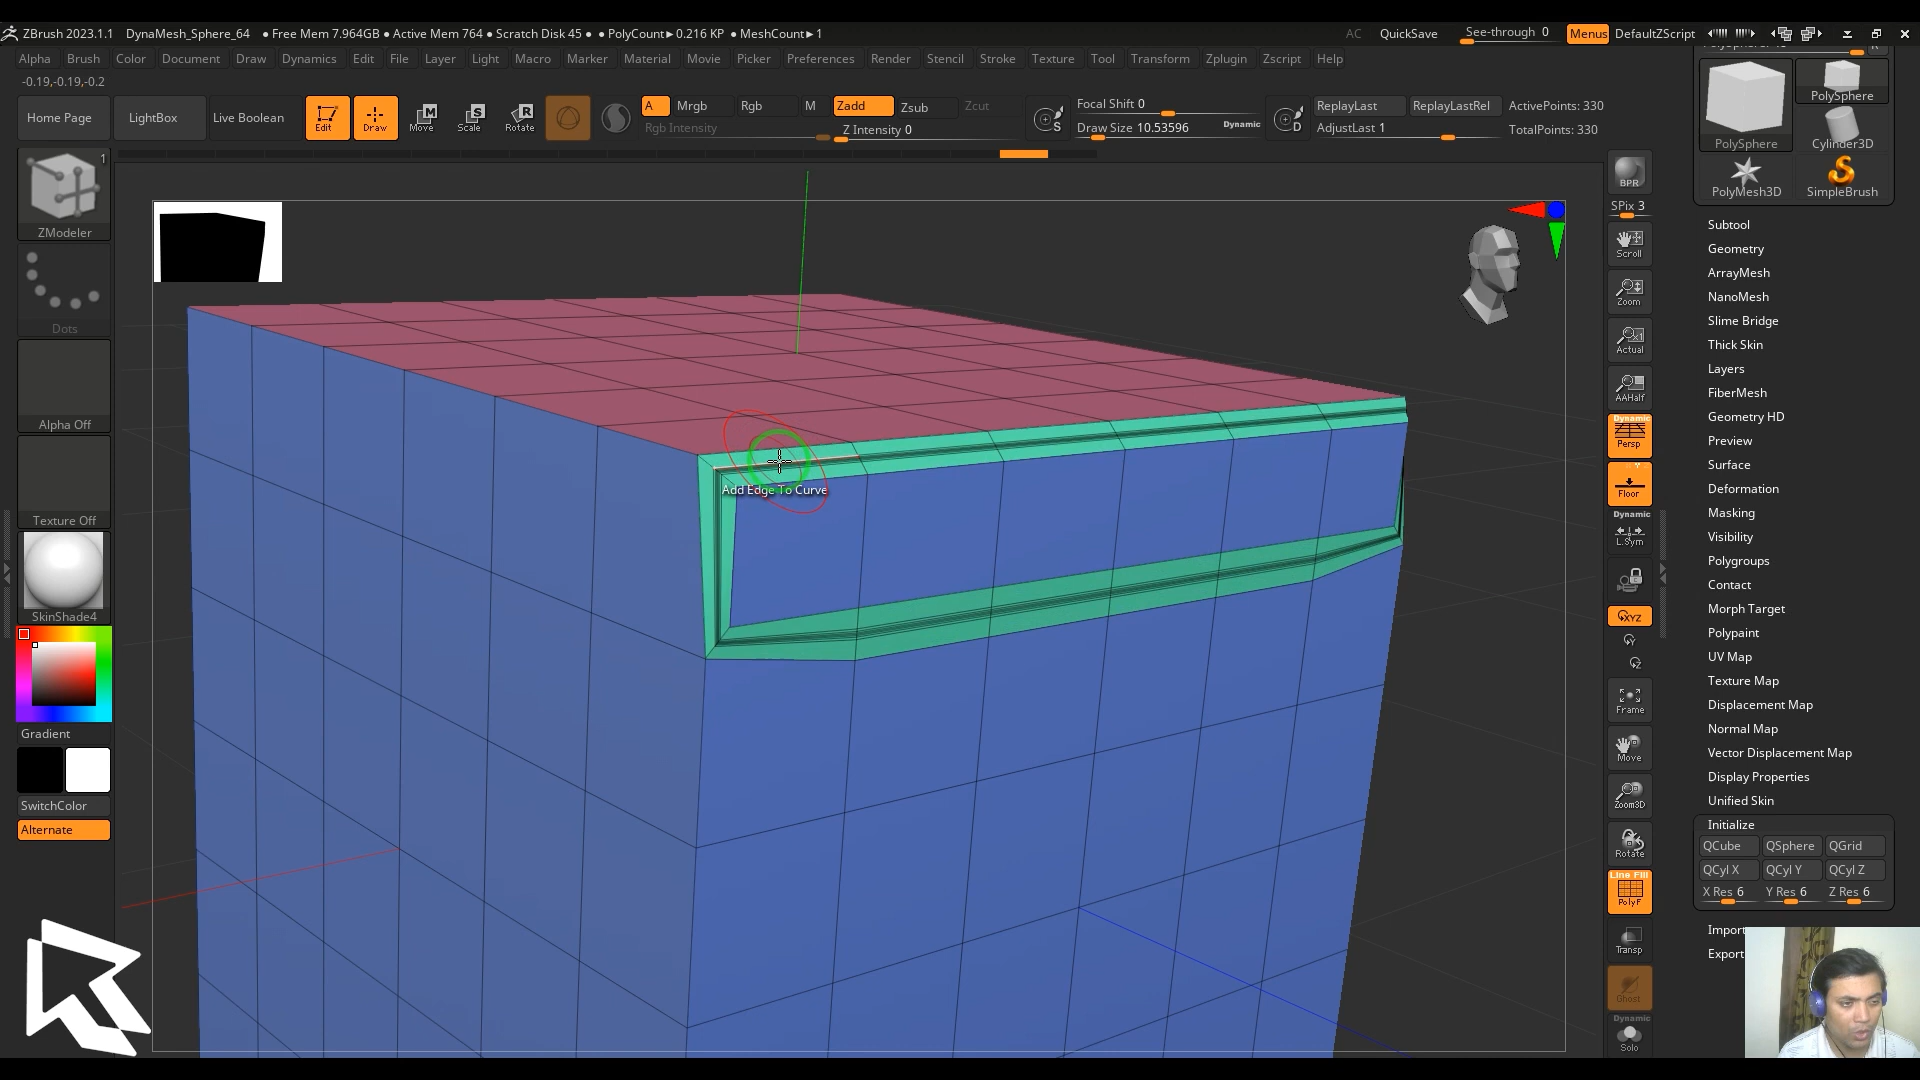 ZBrush 2023.1.1 DynaMesh_Sphere_64 ● Free Mem 7.964GB ● Active Mem 764 ● Scratch Disk 45 ● ● PolyCount►0.216 KP ● MeshCount►1 AC QuickSave See-through 0 Menus DefaultZScript
Alpha Brush Color Document Draw Dynamics Edit File Layer Light Macro Marker Material Movie Picker Preferences Render Stencil Stroke Texture Tool Transform Zplugin Zscript Help
-0.19,-0.19,-0.2
Home Page LightBox Live Boolean Edit Draw Move Scale Rotate
A Mrgb Rgb M Zadd Zsub Zcut
Rgb Intensity Z Intensity 0
S Focal Shift 0
Draw Size 10.53596 Dynamic
D ReplayLast ReplayLastRel ActivePoints: 330
AdjustLast 1 TotalPoints: 330
1
ZModeler
Dots
Alpha Off
Texture Off
SkinShade4
Gradient
SwitchColor
Alternate
Add Edge To Curve
BPR
SPix 3
Scroll
Zoom
Actual
AAHalf
Dynamic
Persp
Floor
Dynamic
L.Sym
XYZ
Y
Z
Frame
Move
Zoom3D
Rotate
Line Fill
PolyF
Transp
Ghost
Dynamic
Solo
PolySphere
PolySphere
Cylinder3D
PolyMesh3D
SimpleBrush
Subtool
Geometry
ArrayMesh
NanoMesh
Slime Bridge
Thick Skin
Layers
FiberMesh
Geometry HD
Preview
Surface
Deformation
Masking
Visibility
Polygroups
Contact
Morph Target
Polypaint
UV Map
Texture Map
Displacement Map
Normal Map
Vector Displacement Map
Display Properties
Unified Skin
Initialize
QCube QSphere QGrid
QCyl X QCyl Y QCyl Z
X Res 6 Y Res 6 Z Res 6
Import
Export